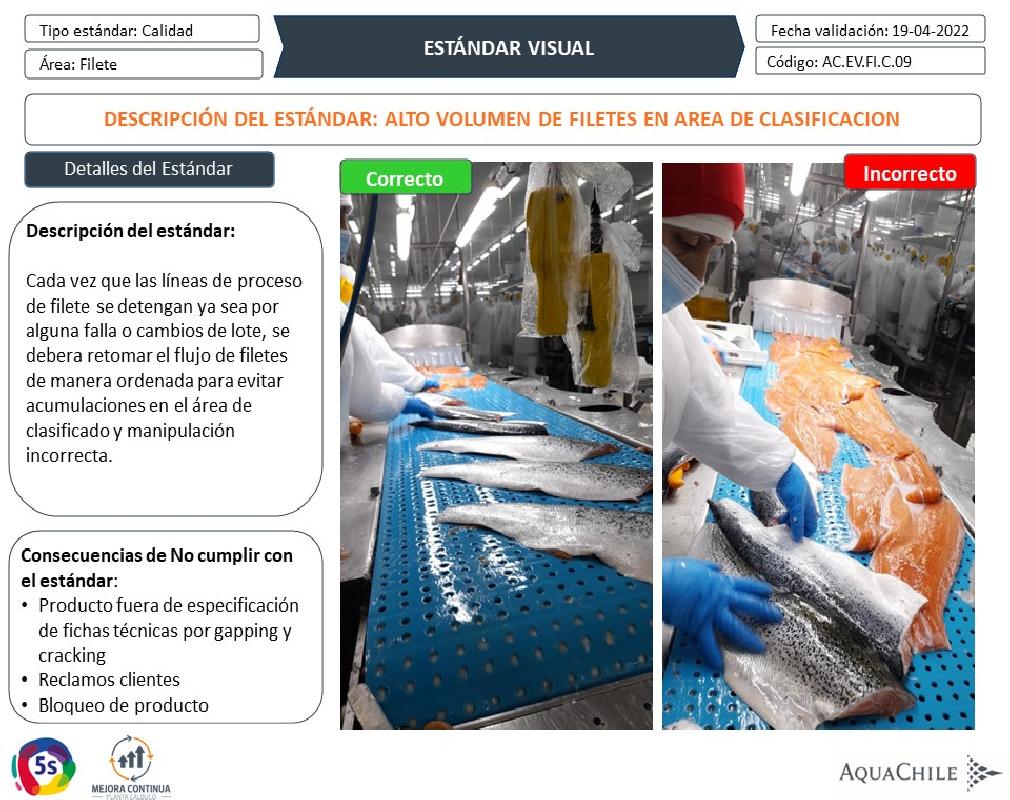 Tipo estándar: Calidad
Área: Filete
ESTÁNDAR VISUAL
Fecha validación: 19-04-2022
Código: AC.EV.FI.C.09
DESCRIPCIÓN DEL ESTÁNDAR: ALTO VOLUMEN DE FILETES EN AREA DE CLASIFICACION
Detalles del Estándar
Descripción del estándar:
Cada vez que las líneas de proceso
de filete se detengan ya sea por
alguna falla o cambios de lote, se
debera retomar el flujo de filetes
de manera ordenada para evitar
acumulaciones en el área de
clasificado y manipulación
incorrecta.
Consecuencias de No cumplir con
el estándar:
• Producto fuera de especificación
de fichas técnicas por gapping y
cracking
• Reclamos clientes
• Bloqueo de producto
Correcto
Incorrecto
5s
MEJORA CONTINUA
PLANTA CALBUCO
AQUACHILE